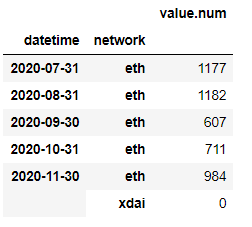 value.num
datetime network
2020-07-31 eth 1177
2020-08-31 eth 1182
2020-09-30 eth 607
2020-10-31 eth 711
2020-11-30 eth 984
xdai 0